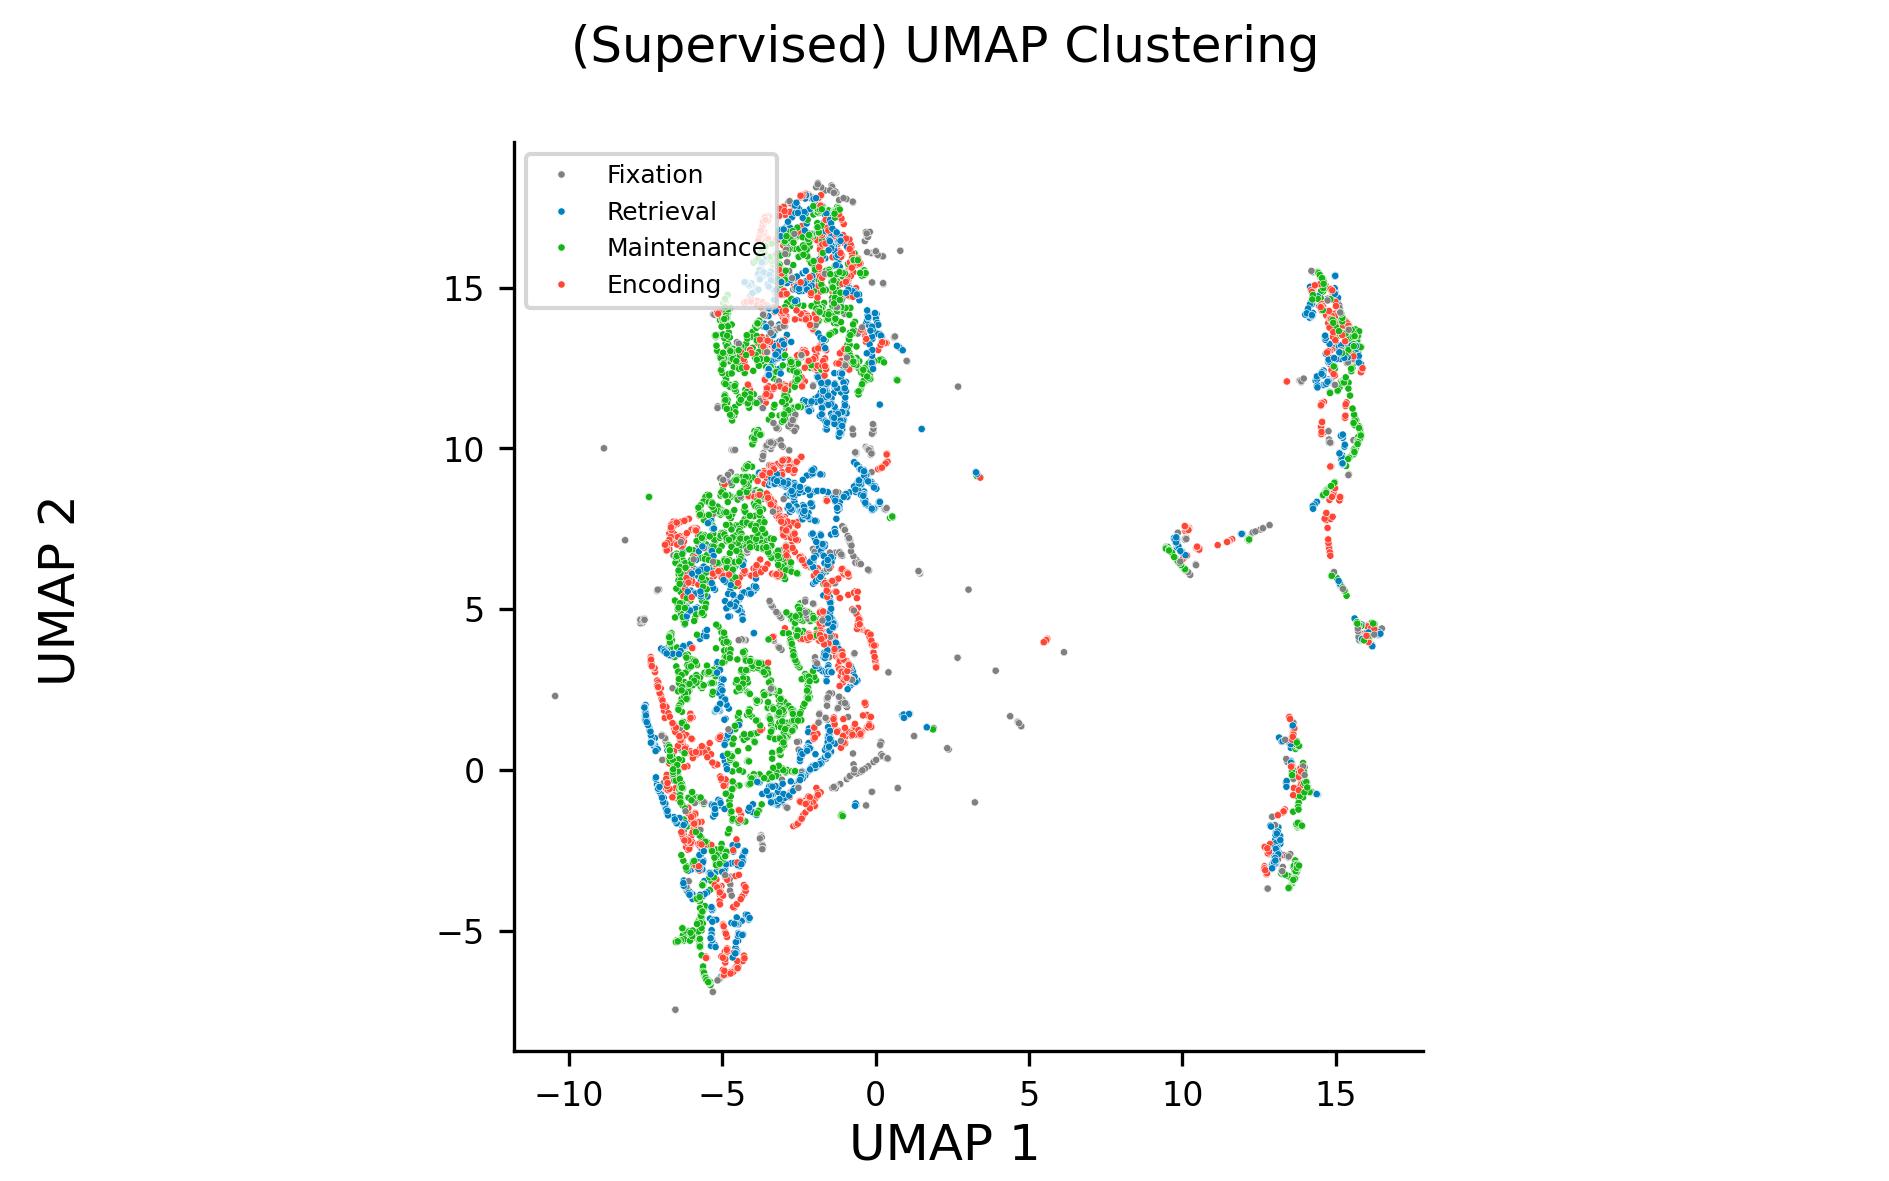 (Supervised) UMAP Clustering
Fixation
Retrieval
Maintenance
Encoding
15
10
5
0
−5
UMAP 2
−10 −5 0 5 10 15
UMAP 1